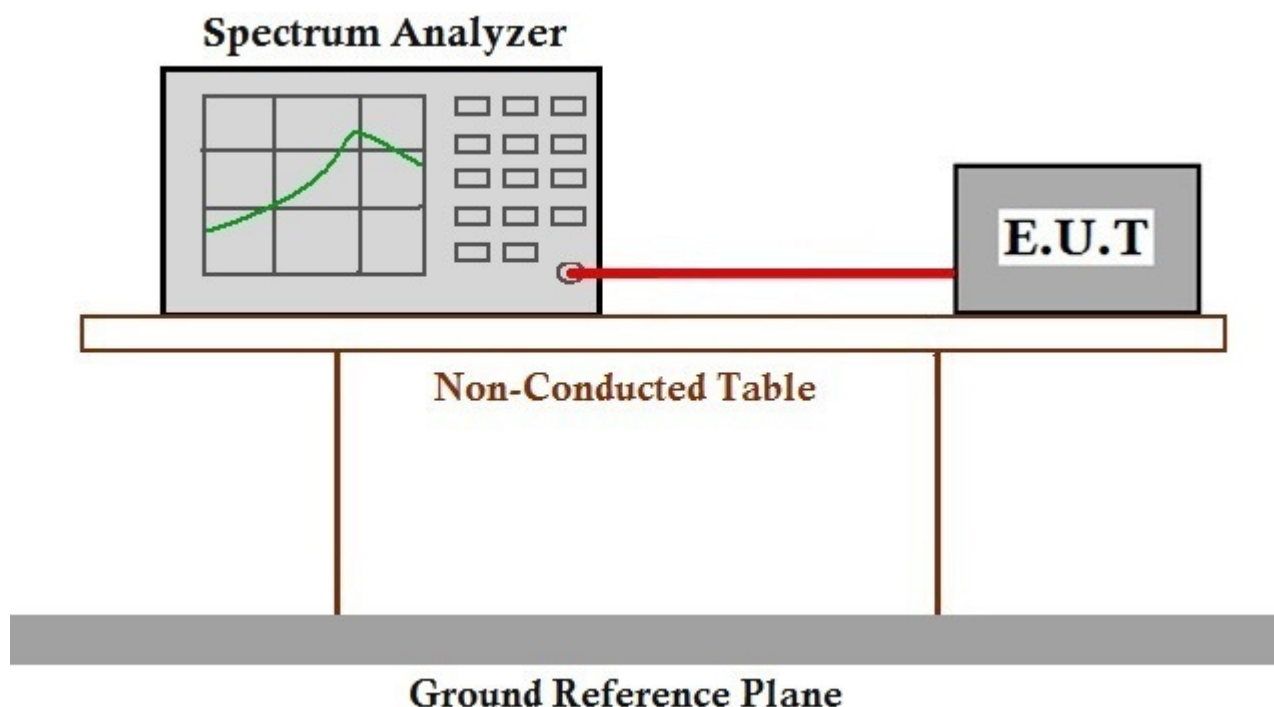 Spectrum Analyzer
E.U.T
Non-Conducted Table
Ground Reference Plane